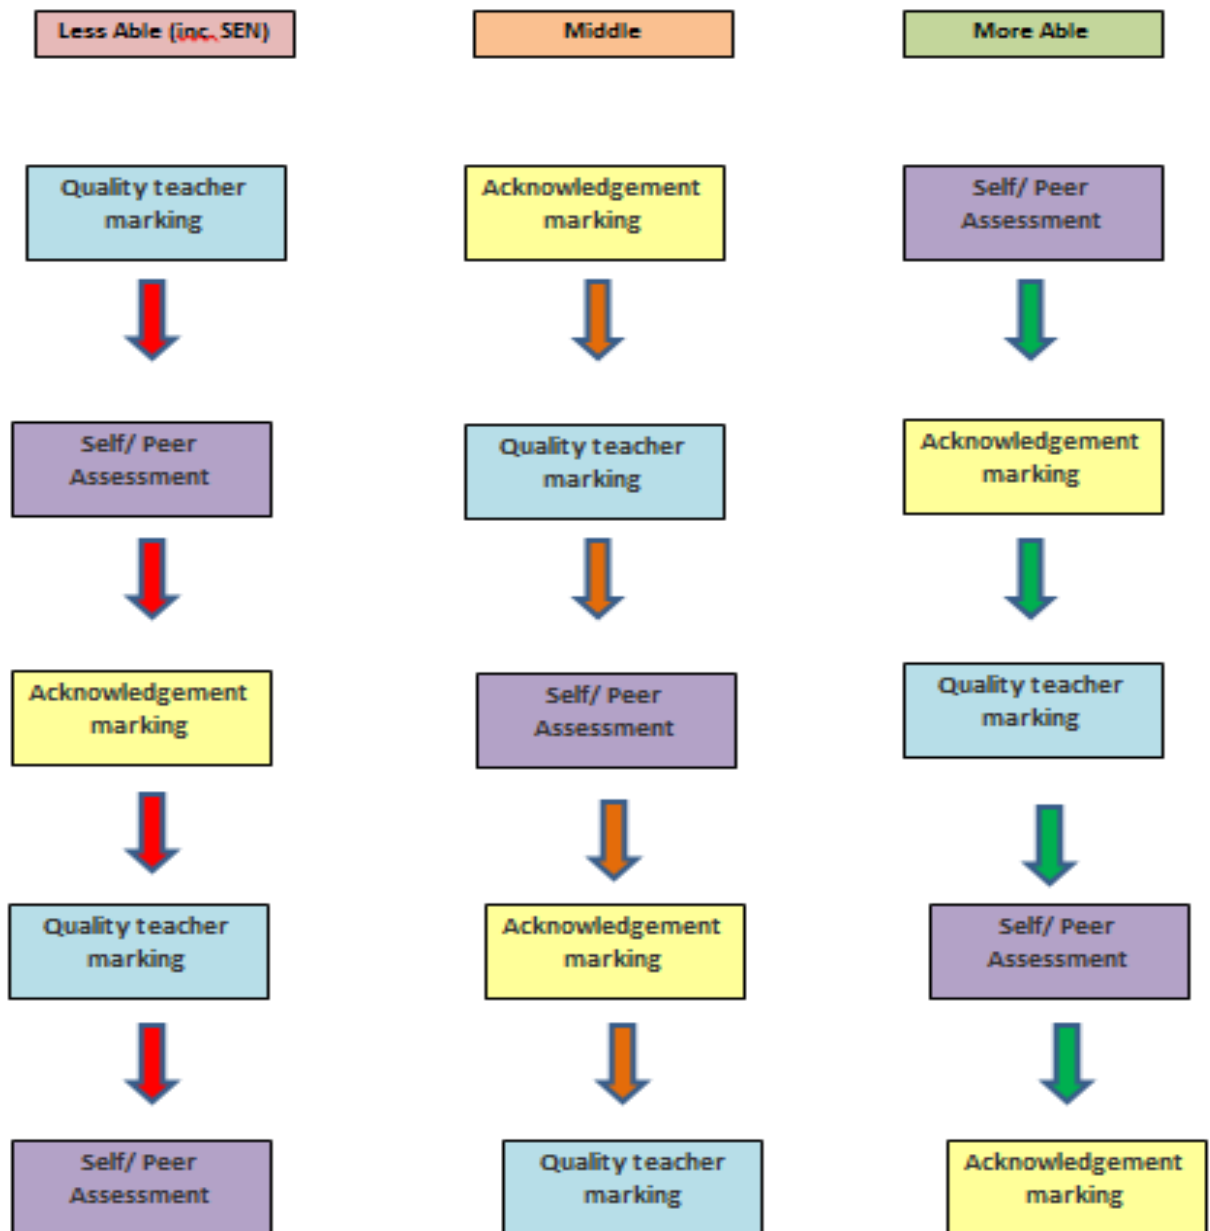 Less Able (inc. SEN)
Middle
More Able
Quality teacher
marking
Acknowledgement
marking
Self/ Peer
Assessment
Self/ Peer
Assessment
Quality teacher
marking
Acknowledgement
marking
Acknowledgement
marking
Self/ Peer
Assessment
Quality teacher
marking
Quality teacher
marking
Acknowledgement
marking
Self/ Peer
Assessment
Self/ Peer
Assessment
Quality teacher
marking
Acknowledgement
marking